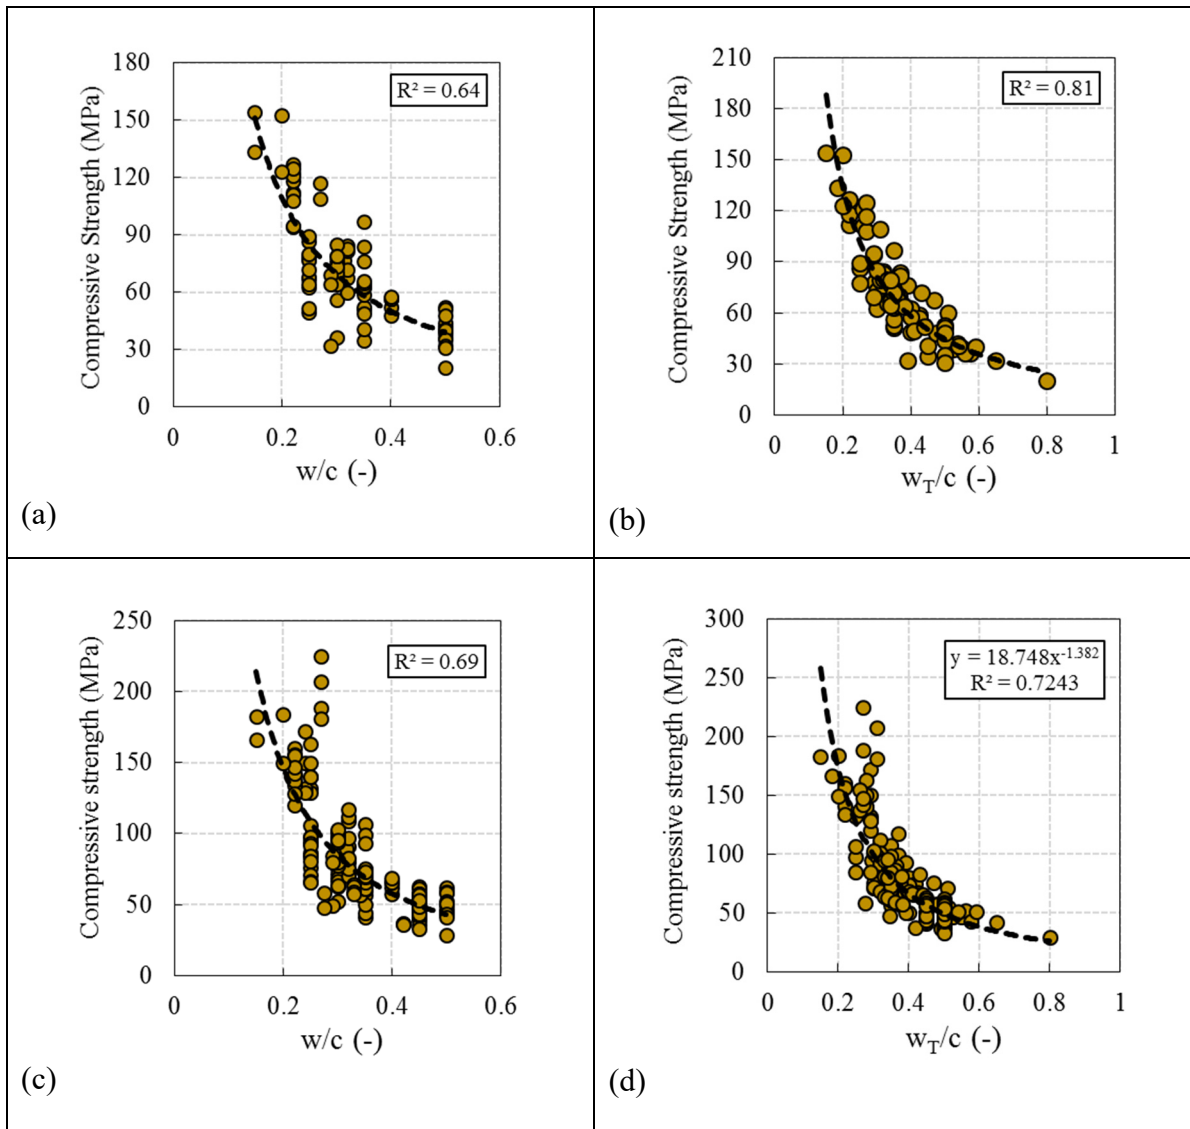 180
150
120
90
60
30
0
0
0.2
0.4
0.6
Compressive Strength (MPa)
w/c (-)
R² = 0.64
(a)
210
180
150
120
90
60
30
0
0
0.2
0.4
0.6
0.8
1
Compressive Strength (MPa)
w_T/c (-)
R² = 0.81
(b)
250
200
150
100
50
0
0
0.2
0.4
0.6
Compressive strength (MPa)
w/c (-)
R² = 0.69
(c)
300
250
200
150
100
50
0
0
0.2
0.4
0.6
0.8
1
Compressive strength (MPa)
w_T/c (-)
y = 18.748x^-1.382
R² = 0.7243
(d)